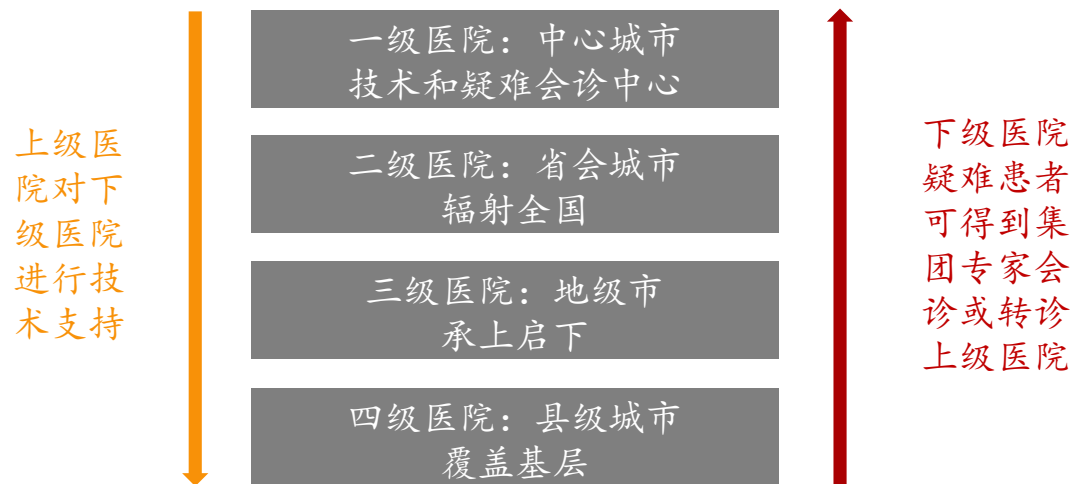 一级医院：中心城市
技术和疑难会诊中心
上级医
院对下
级医院
进行技
术支持
二级医院：省会城市
辐射全国
三级医院：地级市
承上启下
四级医院：县级城市
覆盖基层
下级医院
疑难患者
可得到集
团专家会
诊或转诊
上级医院